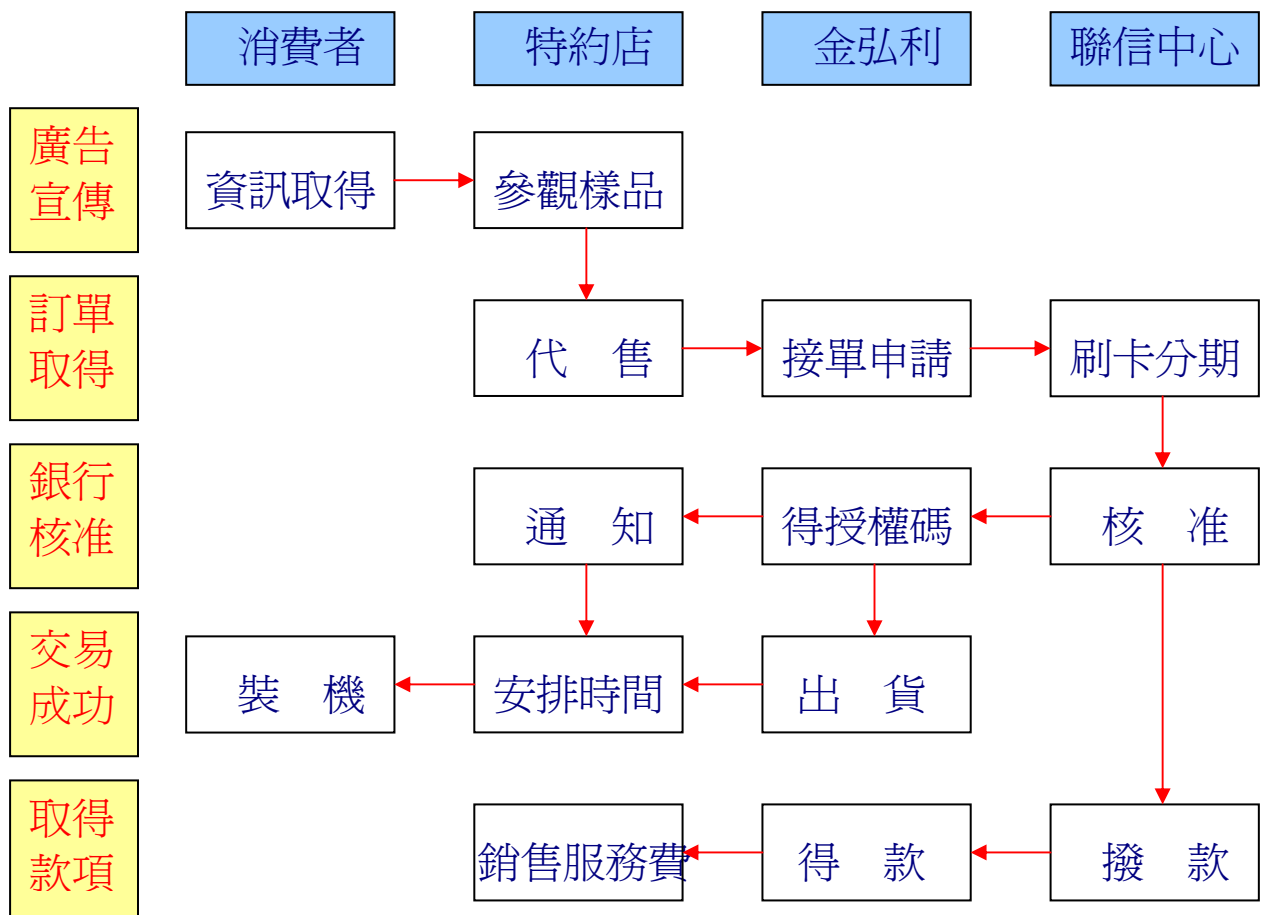 消費者 特約店 金弘利 聯信中心
廣告
宣傳
資訊取得 參觀樣品
訂單
取得
代　售 接單申請 刷卡分期
銀行
核准
通　知 得授權碼 核　准
交易
成功
裝　機 安排時間 出　貨
取得
款項
銷售服務費 得　款 撥　款